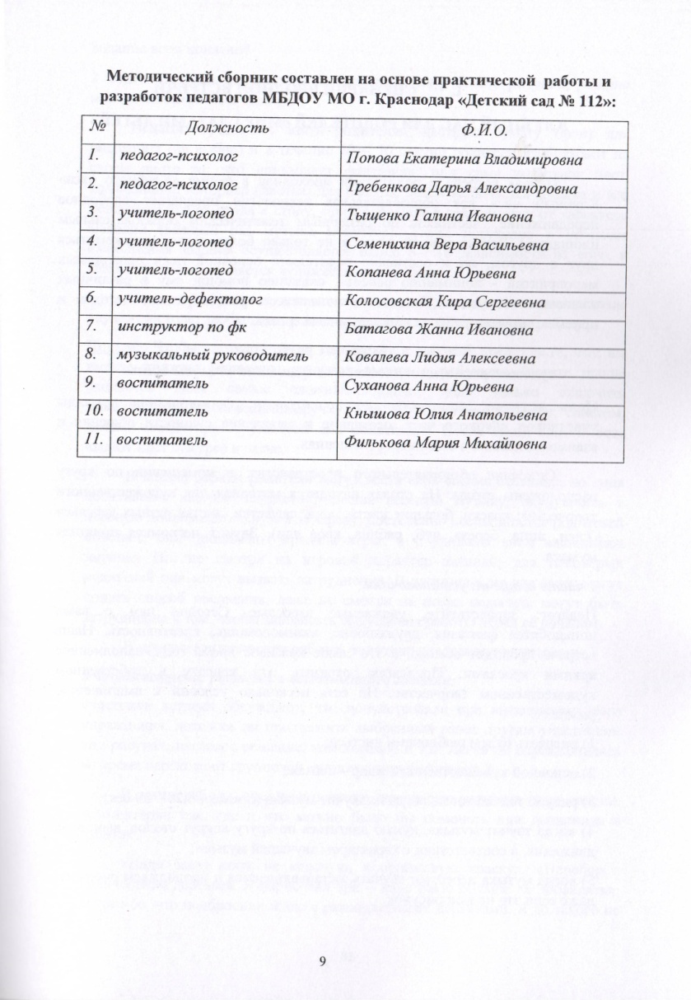 Методический сборник составлен на основе практической работы и
разработок педагогов МБДОУ МО г. Краснодар «Детский сад № 112»:
№ Должность Ф.И.О.
1. педагог-психолог Попова Екатерина Владимировна
2. педагог-психолог Требенкова Дарья Александровна
3. учитель-логопед Тыщенко Галина Ивановна
4. учитель-логопед Семенихина Вера Васильевна
5. учитель-логопед Копанева Анна Юрьевна
6. учитель-дефектолог Колосовская Кира Сергеевна
7. инструктор по фк Батагова Жанна Ивановна
8. музыкальный руководитель Ковалева Лидия Алексеевна
9. воспитатель Суханова Анна Юрьевна
10. воспитатель Кнышова Юлия Анатольевна
11. воспитатель Филькова Мария Михайловна
9